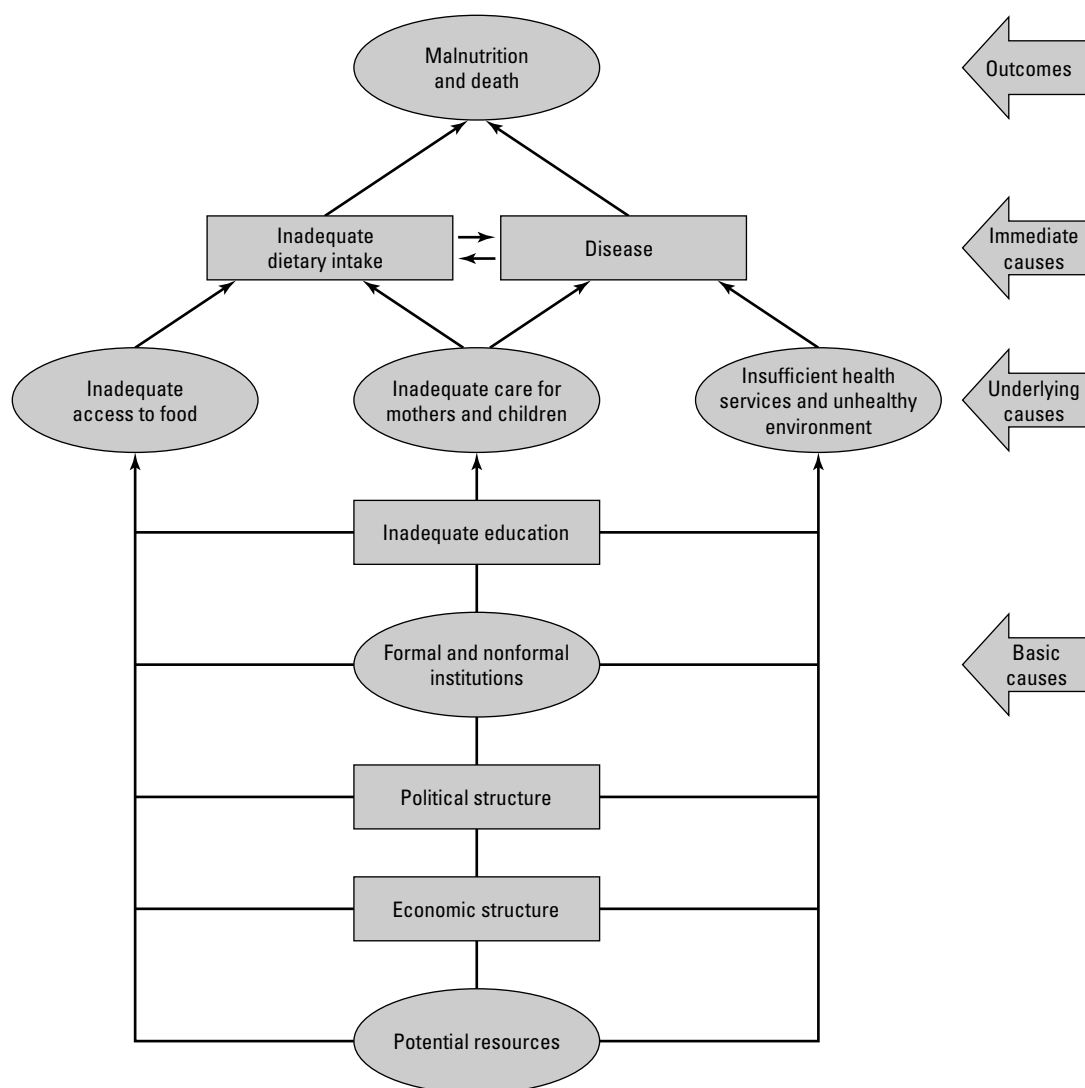 Malnutrition
and death
Outcomes
Inadequate
dietary intake
Disease
Immediate
causes
Inadequate
access to food
Inadequate care for
mothers and children
Insufficient health
services and unhealthy
environment
Underlying
causes
Inadequate education
Formal and nonformal
institutions
Basic
causes
Political structure
Economic structure
Potential resources